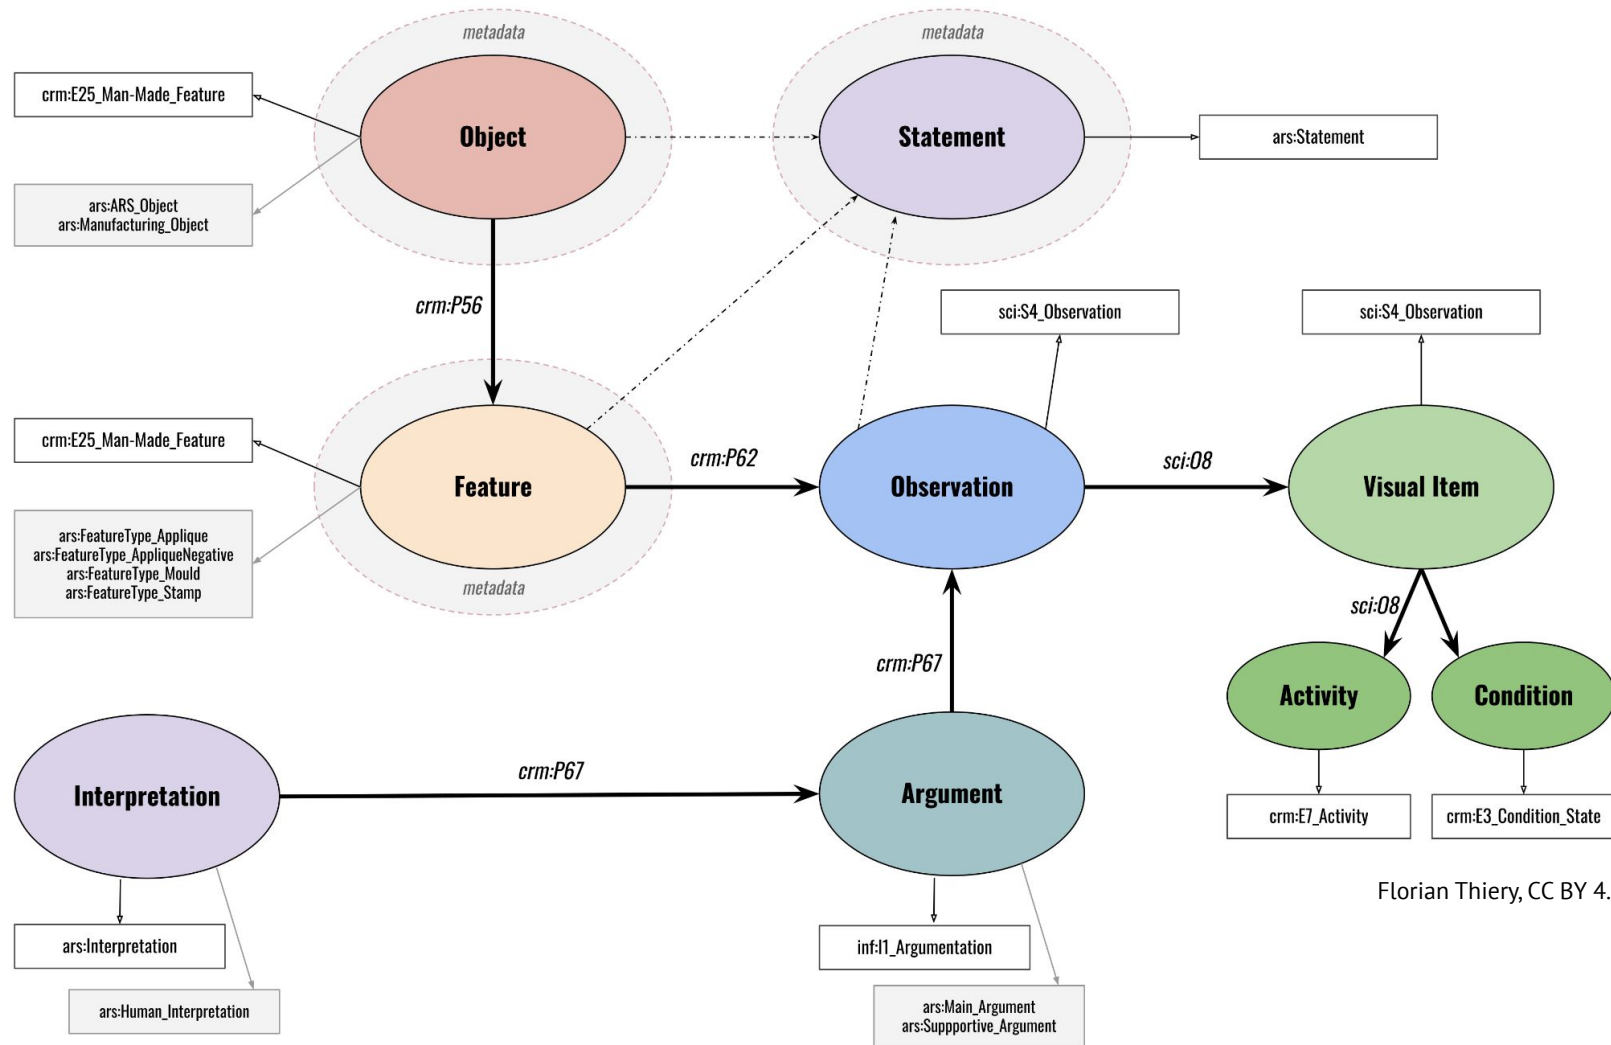 metadata
metadata
crm:E25_Man-Made_Feature
Object
Statement
ars:Statement
ars:ARS_Object
ars:Manufacturing_Object
crm:P56
sci:S4_Observation
sci:S4_Observation
crm:E25_Man-Made_Feature
Feature
crm:P62
Observation
sci:O8
Visual Item
ars:FeatureType_Applique
ars:FeatureType_AppliqueNegative
ars:FeatureType_Mould
ars:FeatureType_Stamp
metadata
sci:O8
crm:P67
Activity
Condition
Interpretation
crm:P67
Argument
crm:E7_Activity
crm:E3_Condition_State
Florian Thiery, CC BY 4.
ars:Interpretation
inf:I1_Argumentation
ars:Human_Interpretation
ars:Main_Argument
ars:Suppportive_Argument